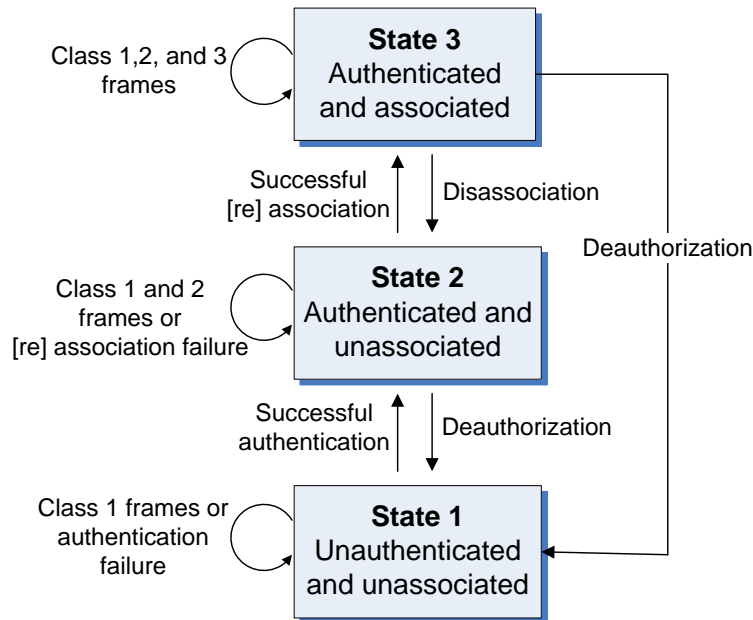 Class 1,2, and 3
frames
State 3
Authenticated
and associated
Successful
[re] association
Disassociation
Deauthorization
Class 1 and 2
frames or
[re] association failure
State 2
Authenticated and
unassociated
Successful
authentication
Deauthorization
Class 1 frames or
authentication
failure
State 1
Unauthenticated
and unassociated